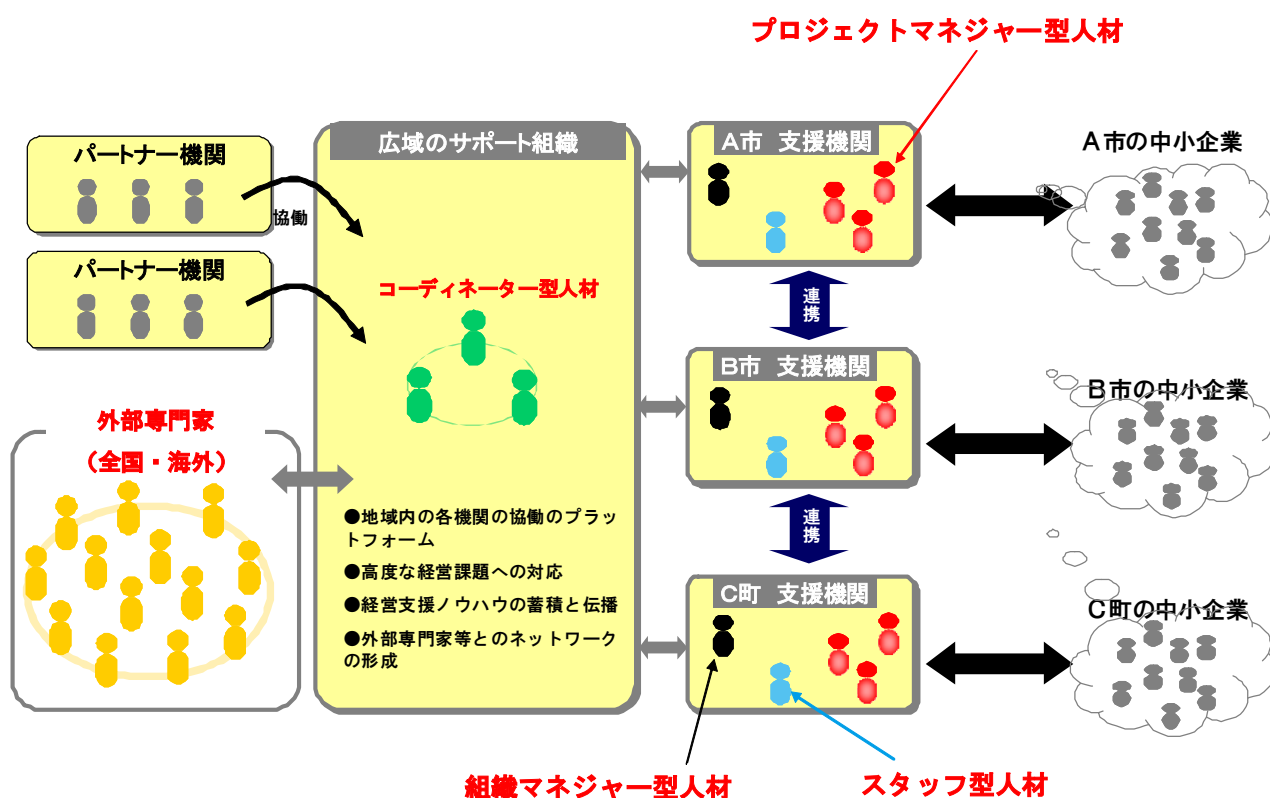 プロジェクトマネジャー型人材
パートナー機関
協働
パートナー機関
外部専門家
(全国・海外)
広域のサポート組織
コーディネーター型人材
●地域内の各機関の協働のプラッ
トフォーム
●高度な経営課題への対応
●経営支援ノウハウの蓄積と伝播
●外部専門家等とのネットワーク
の形成
A市 支援機関
連携
B市 支援機関
連携
C町 支援機関
A市の中小企業
B市の中小企業
C町の中小企業
組織マネジャー型人材
スタッフ型人材